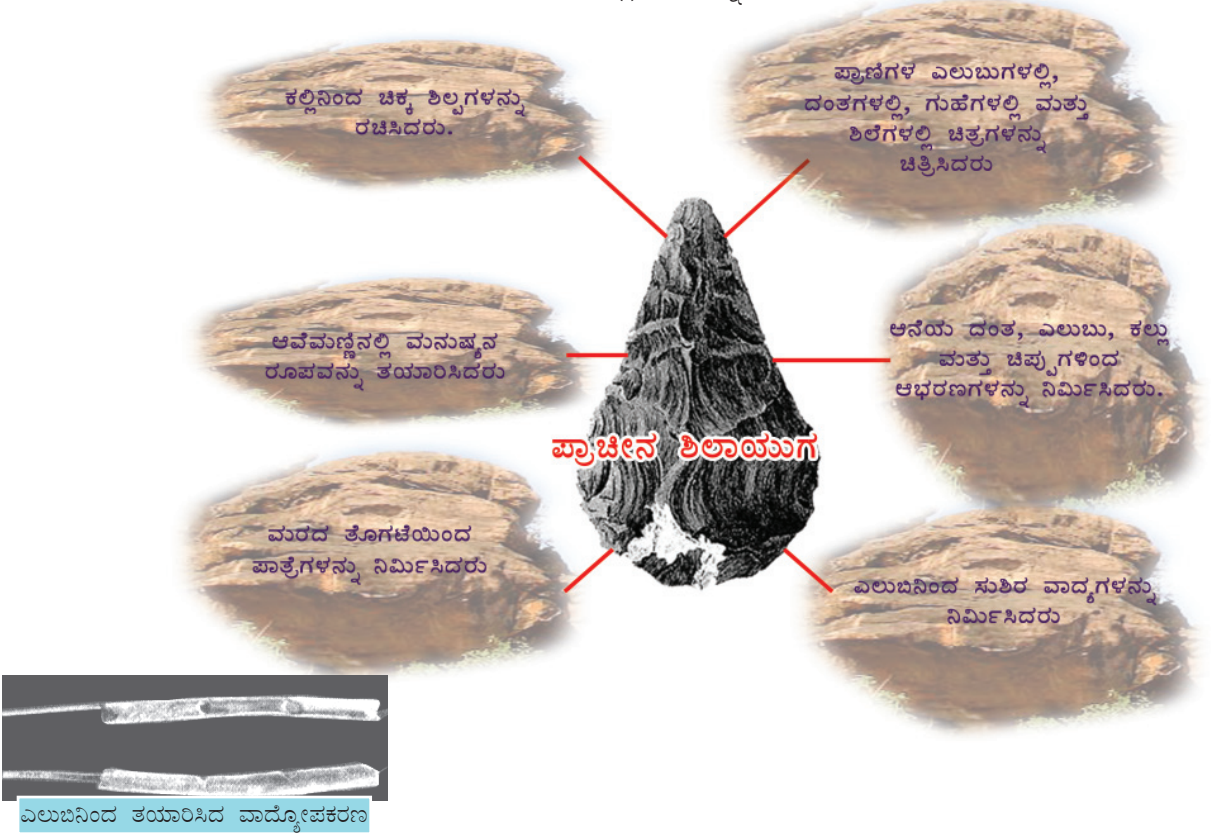 ಕಲ್ಲಿನಿಂದ ಚಿಕ್ಕ ಶಿಲ್ಪಗಳನ್ನು
ರಚಿಸಿದರು.
ಪ್ರಾಣಿಗಳ ಎಲುಬುಗಳಲ್ಲಿ,
ದಂತಗಳಲ್ಲಿ, ಗುಹೆಗಳಲ್ಲಿ ಮತ್ತು
ಶಿಲೆಗಳಲ್ಲಿ ಚಿತ್ರಗಳನ್ನು
ಚಿತ್ರಿಸಿದರು
ಆವೆಮಣ್ಣಿನಲ್ಲಿ ಮನುಷ್ಯನ
ರೂಪವನ್ನು ತಯಾರಿಸಿದರು
ಆನೆಯ ದಂತ, ಎಲುಬು, ಕಲ್ಲು
ಮತ್ತು ಚಿಪ್ಪುಗಳಿಂದ
ಆಭರಣಗಳನ್ನು ನಿರ್ಮಿಸಿದರು.
ಪ್ರಾಚೀನ ಶಿಲಾಯುಗ
ಮರದ ತೊಗಟೆಯಿಂದ
ಪಾತ್ರೆಗಳನ್ನು ನಿರ್ಮಿಸಿದರು
ಎಲುಬಿನಿಂದ ಸುಶಿರ ವಾದ್ಯಗಳನ್ನು
ನಿರ್ಮಿಸಿದರು
ಎಲುಬಿನಿಂದ ತಯಾರಿಸಿದ ವಾದ್ಯೋಪಕರಣ